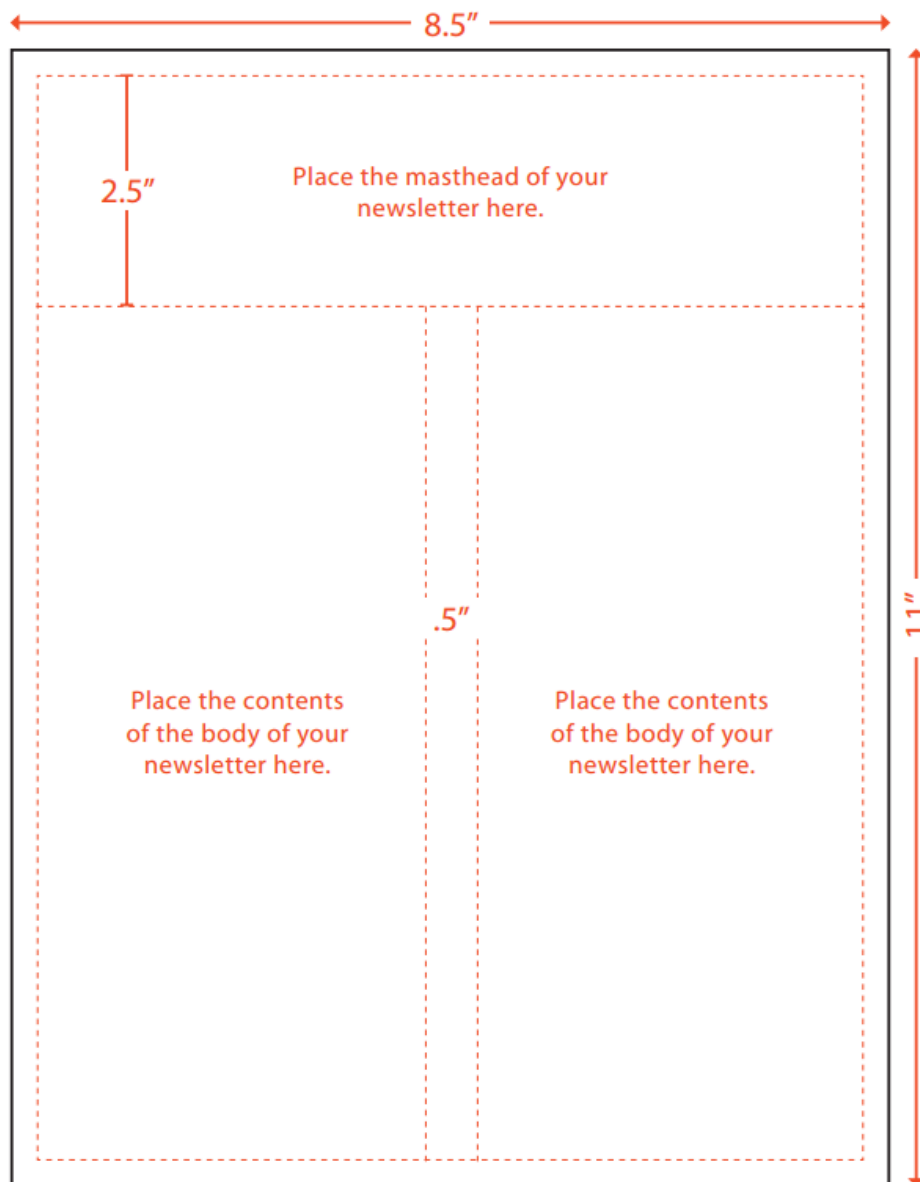 8.5″
2.5″
Place the masthead of your
newsletter here.
11″
.5″
Place the contents
of the body of your
newsletter here.
Place the contents
of the body of your
newsletter here.